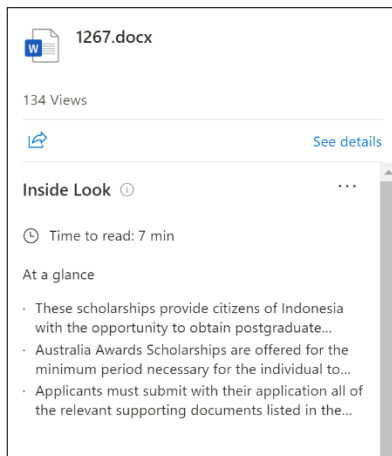 1267.docx
134 Views
See details
Inside Look
Time to read: 7 min
At a glance
· These scholarships provide citizens of Indonesia
with the opportunity to obtain postgraduate...
· Australia Awards Scholarships are offered for the
minimum period necessary for the individual to...
· Applicants must submit with their application all of
the relevant supporting documents listed in the...